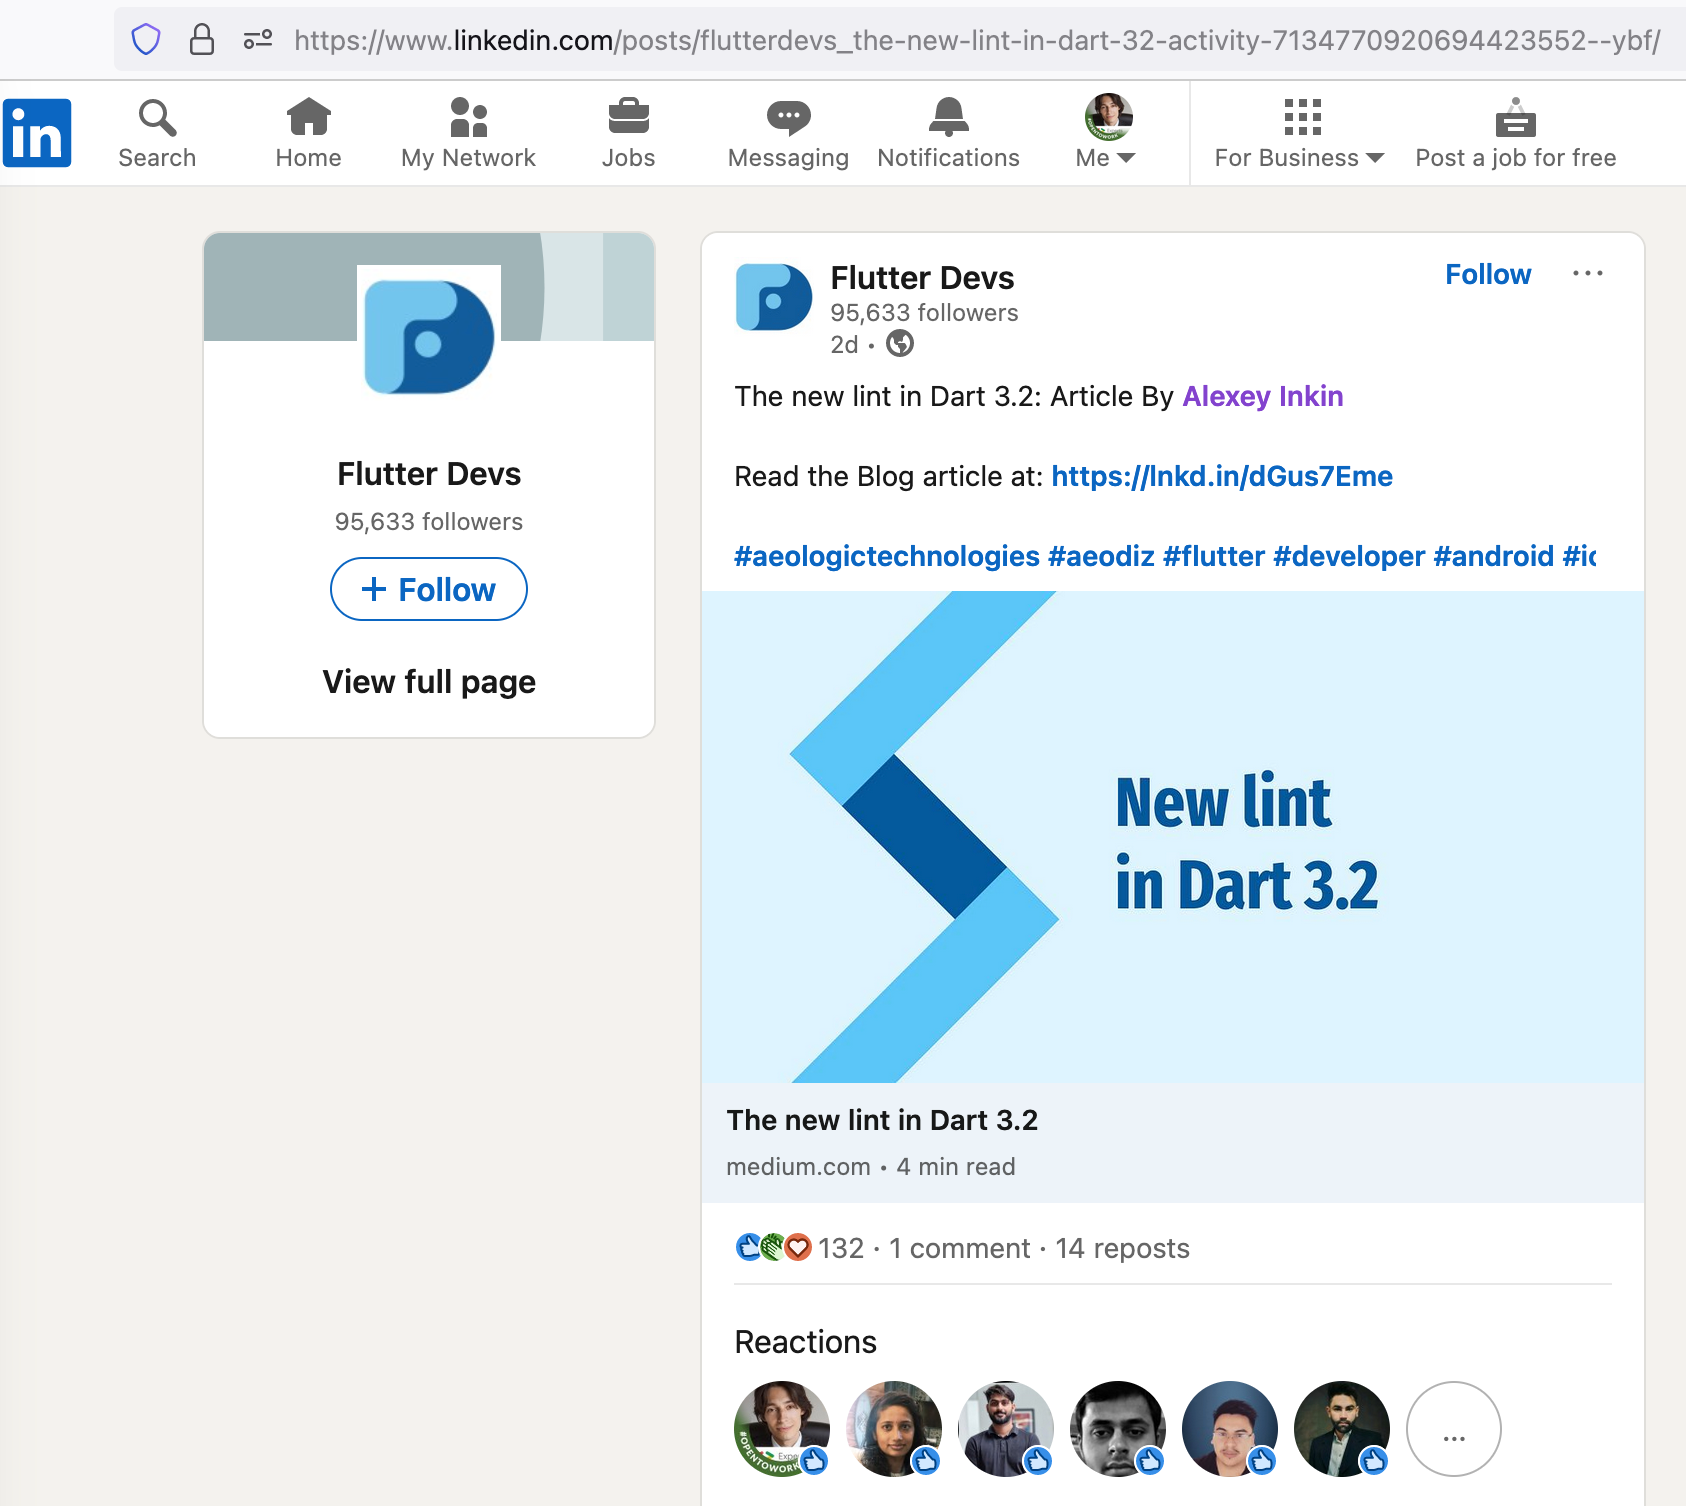 https://www.linkedin.com/posts/flutterdevs_the-new-lint-in-dart-32-activity-7134770920694423552--ybf/
in
Search
Home
My Network
Jobs
Messaging
Notifications
Me
For Business
Post a job for free
Flutter Devs
95,633 followers
+ Follow
View full page
Flutter Devs
95,633 followers
2d •
Follow
The new lint in Dart 3.2: Article By Alexey Inkin
Read the Blog article at: https://lnkd.in/dGus7Eme
#aeologictechnologies #aeodiz #flutter #developer #android
New lint
in Dart 3.2
The new lint in Dart 3.2
medium.com • 4 min read
132 · 1 comment · 14 reposts
Reactions
#OPENTOWORK
...